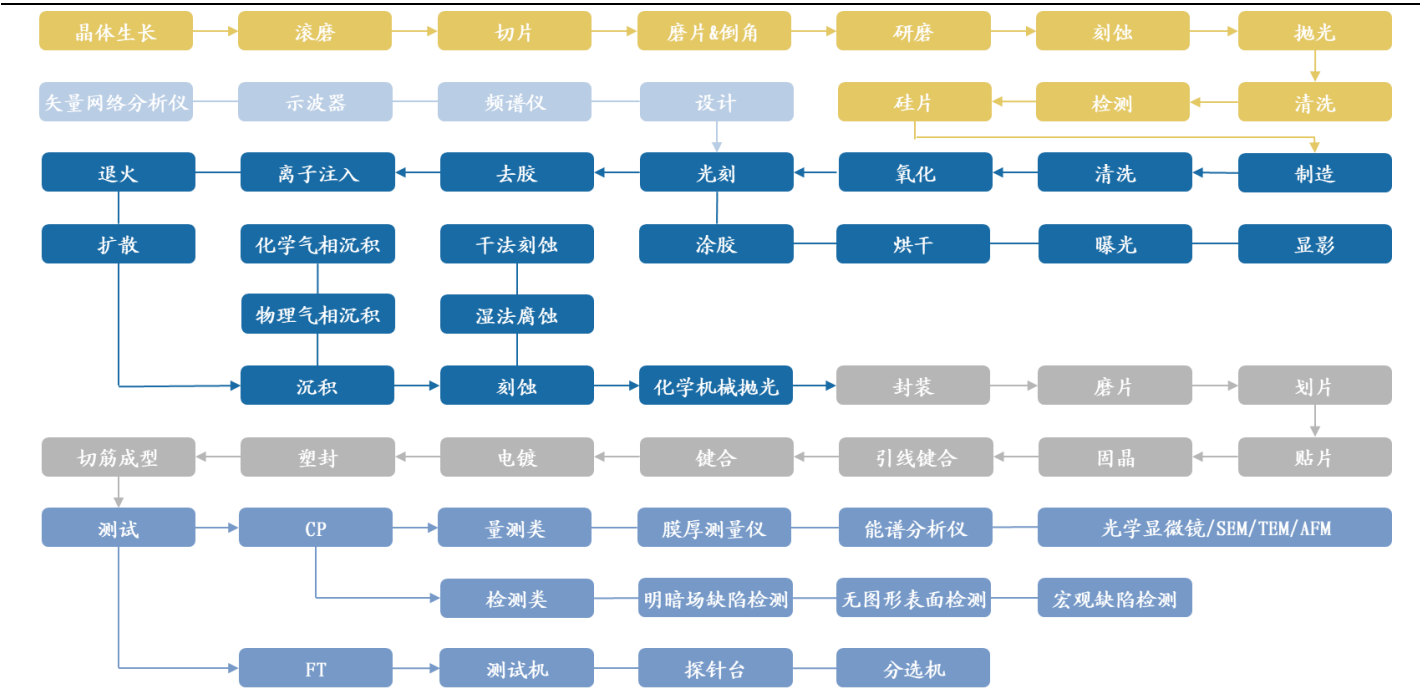 晶体生长 滚磨 切片 磨片&倒角 研磨 刻蚀 抛光
矢量网络分析仪 示波器 频谱仪 设计 硅片 检测 清洗
退火 离子注入 去胶 光刻 氧化 清洗 制造
扩散 化学气相沉积 干法刻蚀 涂胶 烘干 曝光 显影
物理气相沉积 湿法腐蚀
沉积 刻蚀 化学机械抛光 封装 磨片 划片
切筋成型 塑封 电镀 键合 引线键合 固晶 贴片
测试 CP 量测类 膜厚测量仪 能谱分析仪 光学显微镜/SEM/TEM/AFM
检测类 明暗场缺陷检测 无图形表面检测 宏观缺陷检测
FT 测试机 探针台 分选机